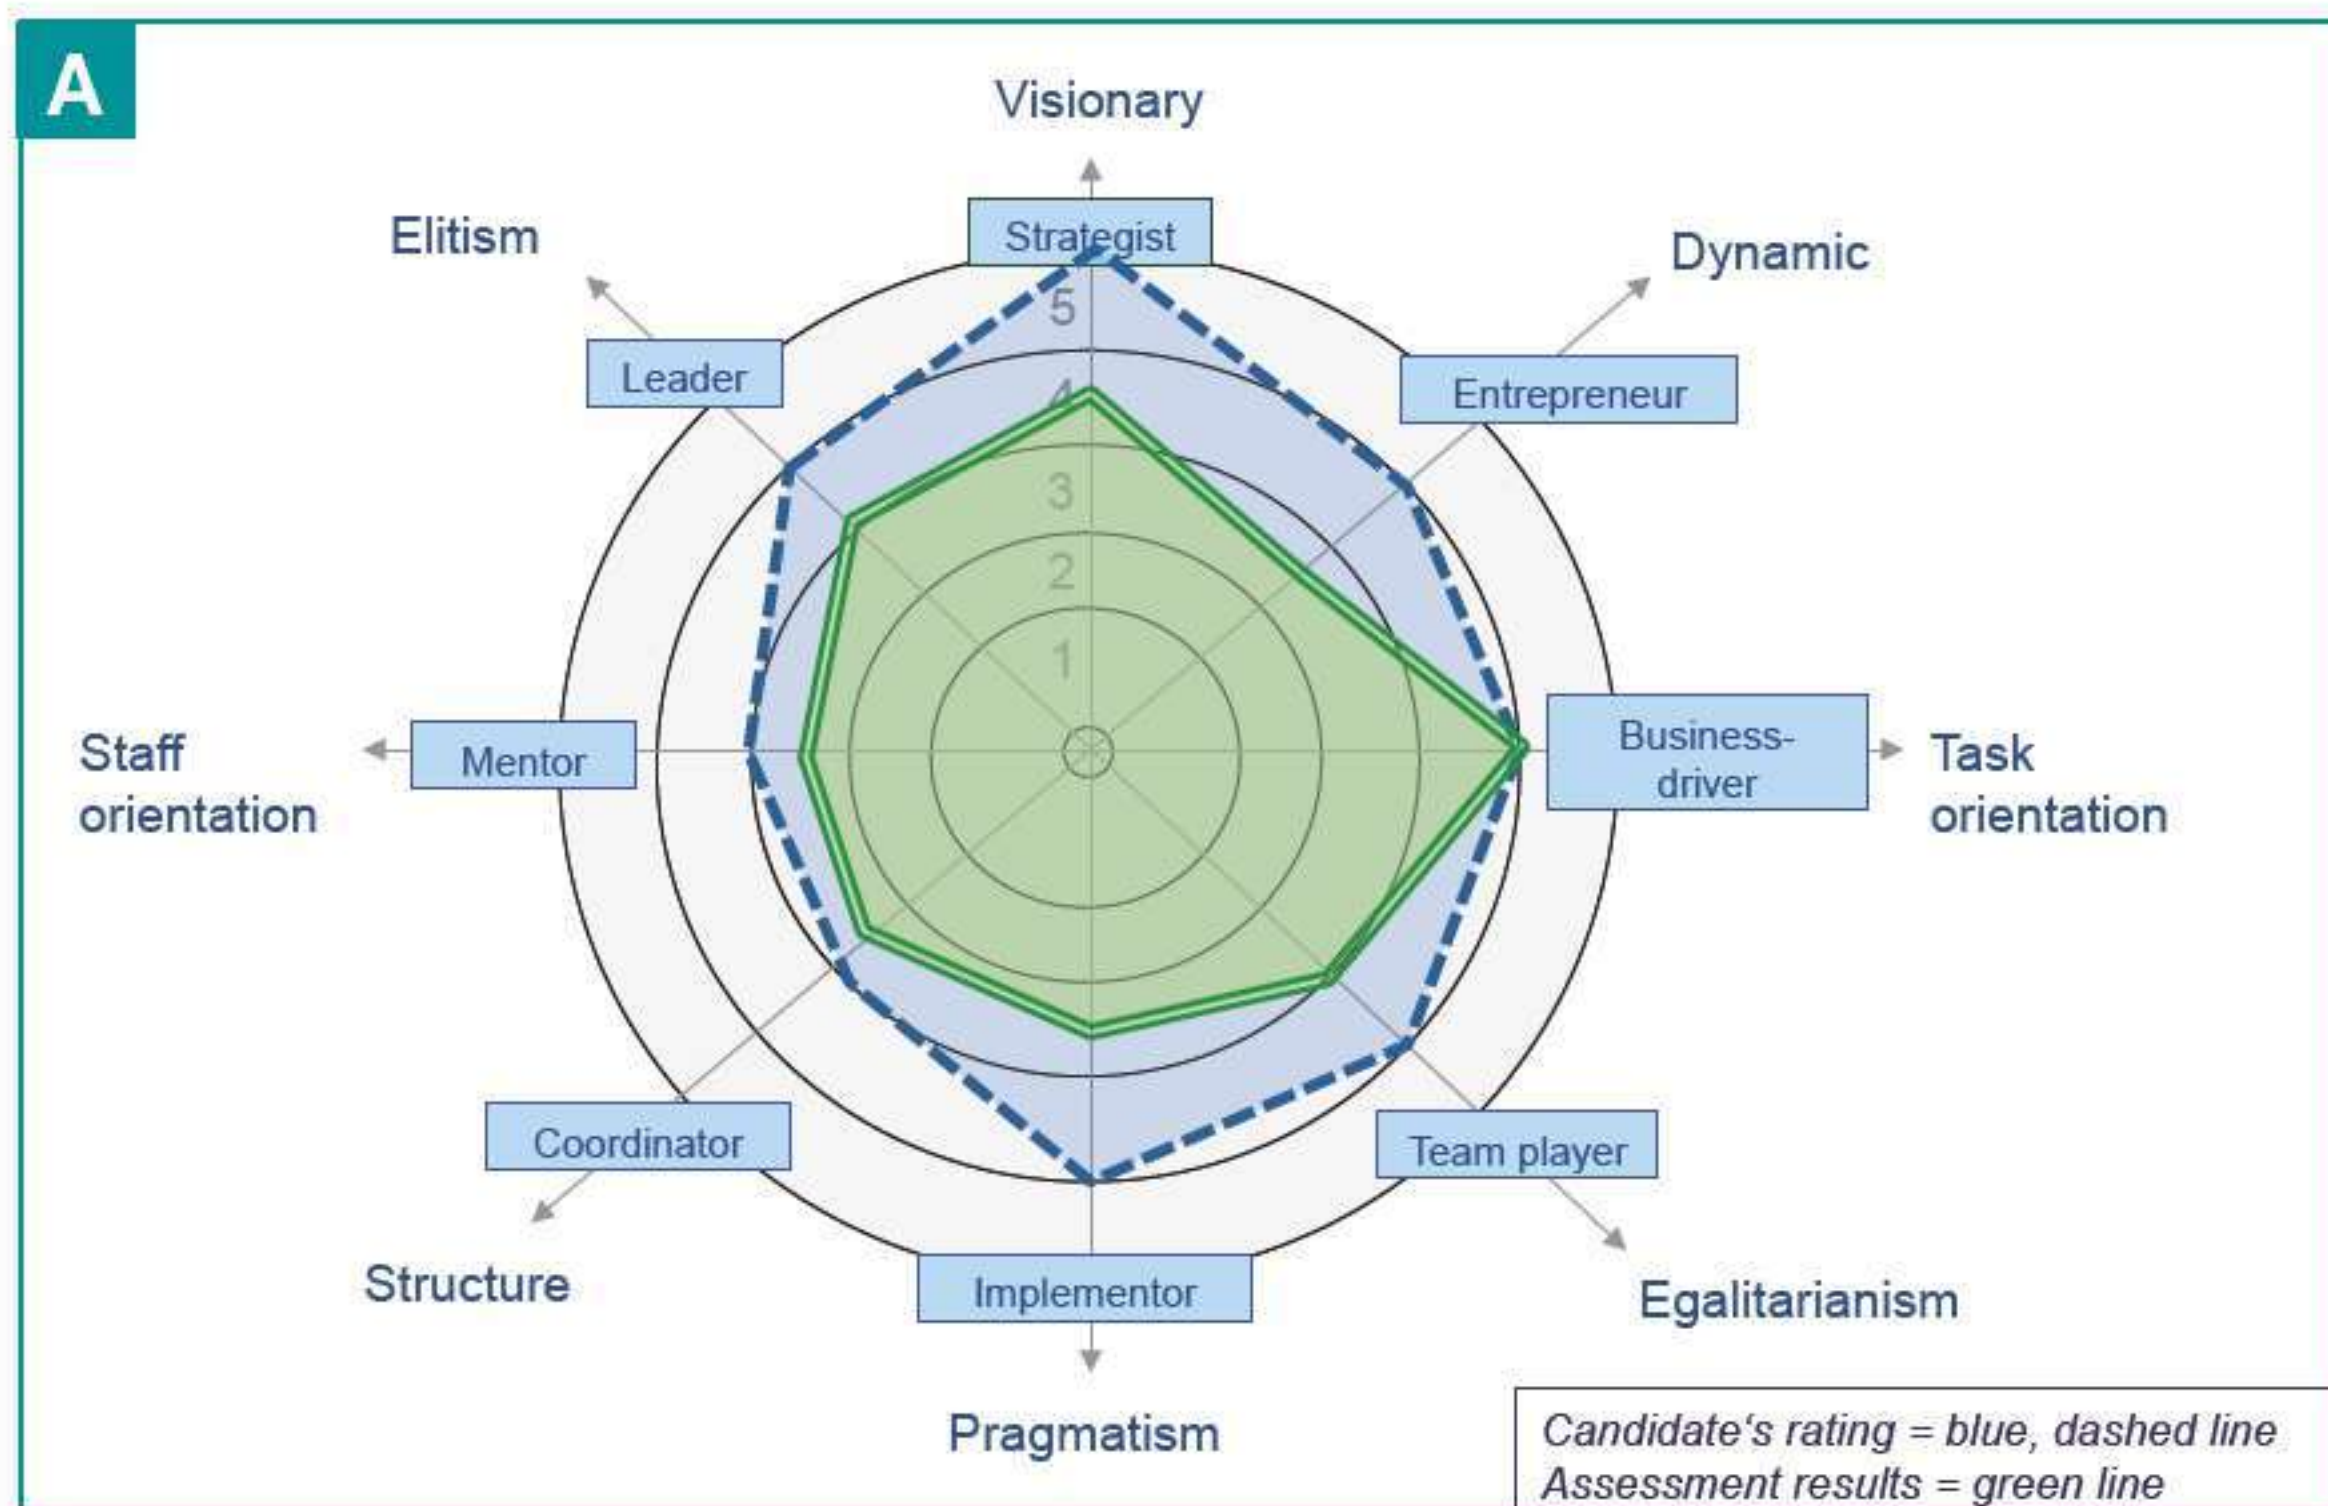 A
Visionary
Elitism
Strategist
Dynamic
5
Leader
4
Entrepreneur
3
2
1
Staff
orientation
Mentor
Business-
driver
Task
orientation
Coordinator
Team player
Structure
Implementor
Egalitarianism
Pragmatism
Candidate‘s rating = blue, dashed line
Assessment results = green line